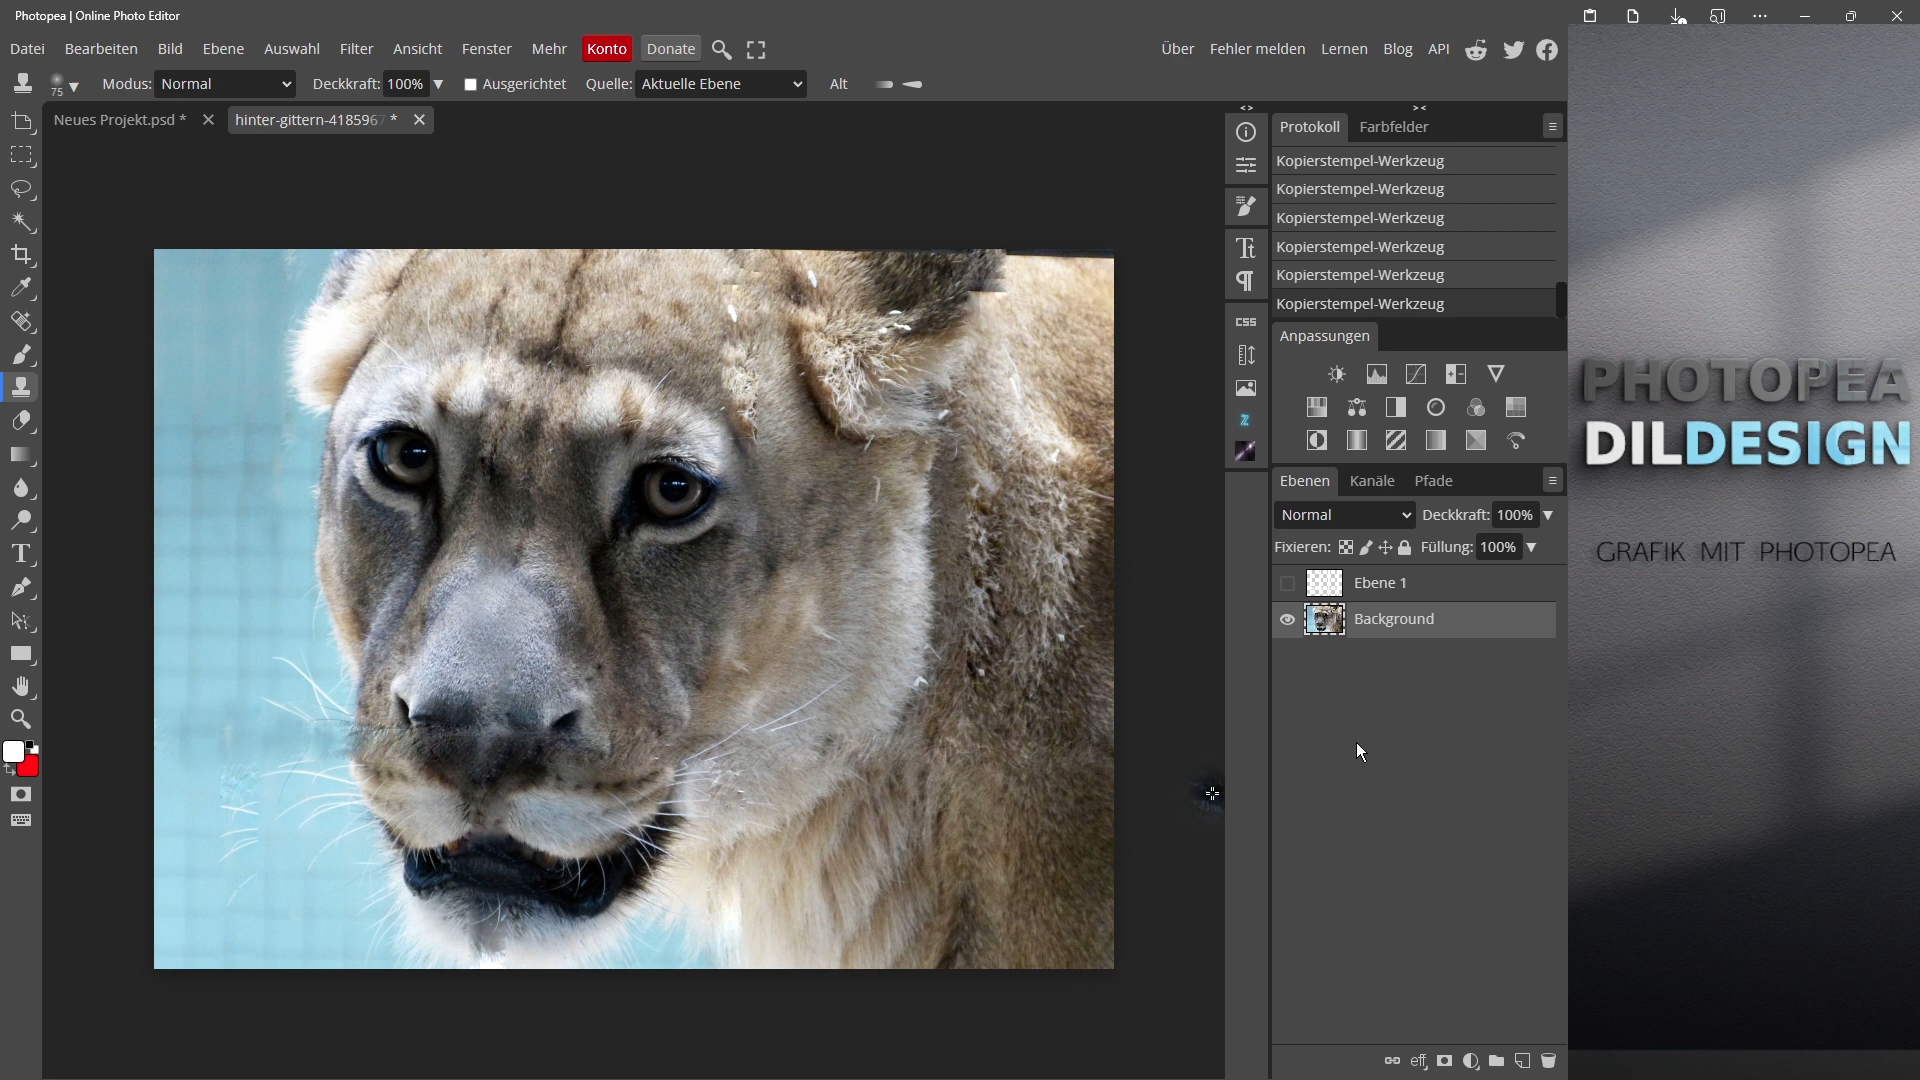 Photopea | Online Photo Editor
Datei Bearbeiten Bild Ebene Auswahl Filter Ansicht Fenster Mehr Konto Donate Über Fehler melden Lernen Blog API
75 Modus: Normal Deckkraft: 100% Ausgerichtet Quelle: Aktuelle Ebene Alt
Neues Projekt.psd * hinter-gittern-4185967 *
Protokoll Farbfelder
Kopierstempel-Werkzeug
Kopierstempel-Werkzeug
Kopierstempel-Werkzeug
Kopierstempel-Werkzeug
Kopierstempel-Werkzeug
Kopierstempel-Werkzeug
CSS
Anpassungen
Ebenen Kanäle Pfade
Normal Deckkraft: 100%
Fixieren: Füllung: 100%
Ebene 1
Background
eff
PHOTOPEA
DILDESIGN
GRAFIK MIT PHOTOPEA